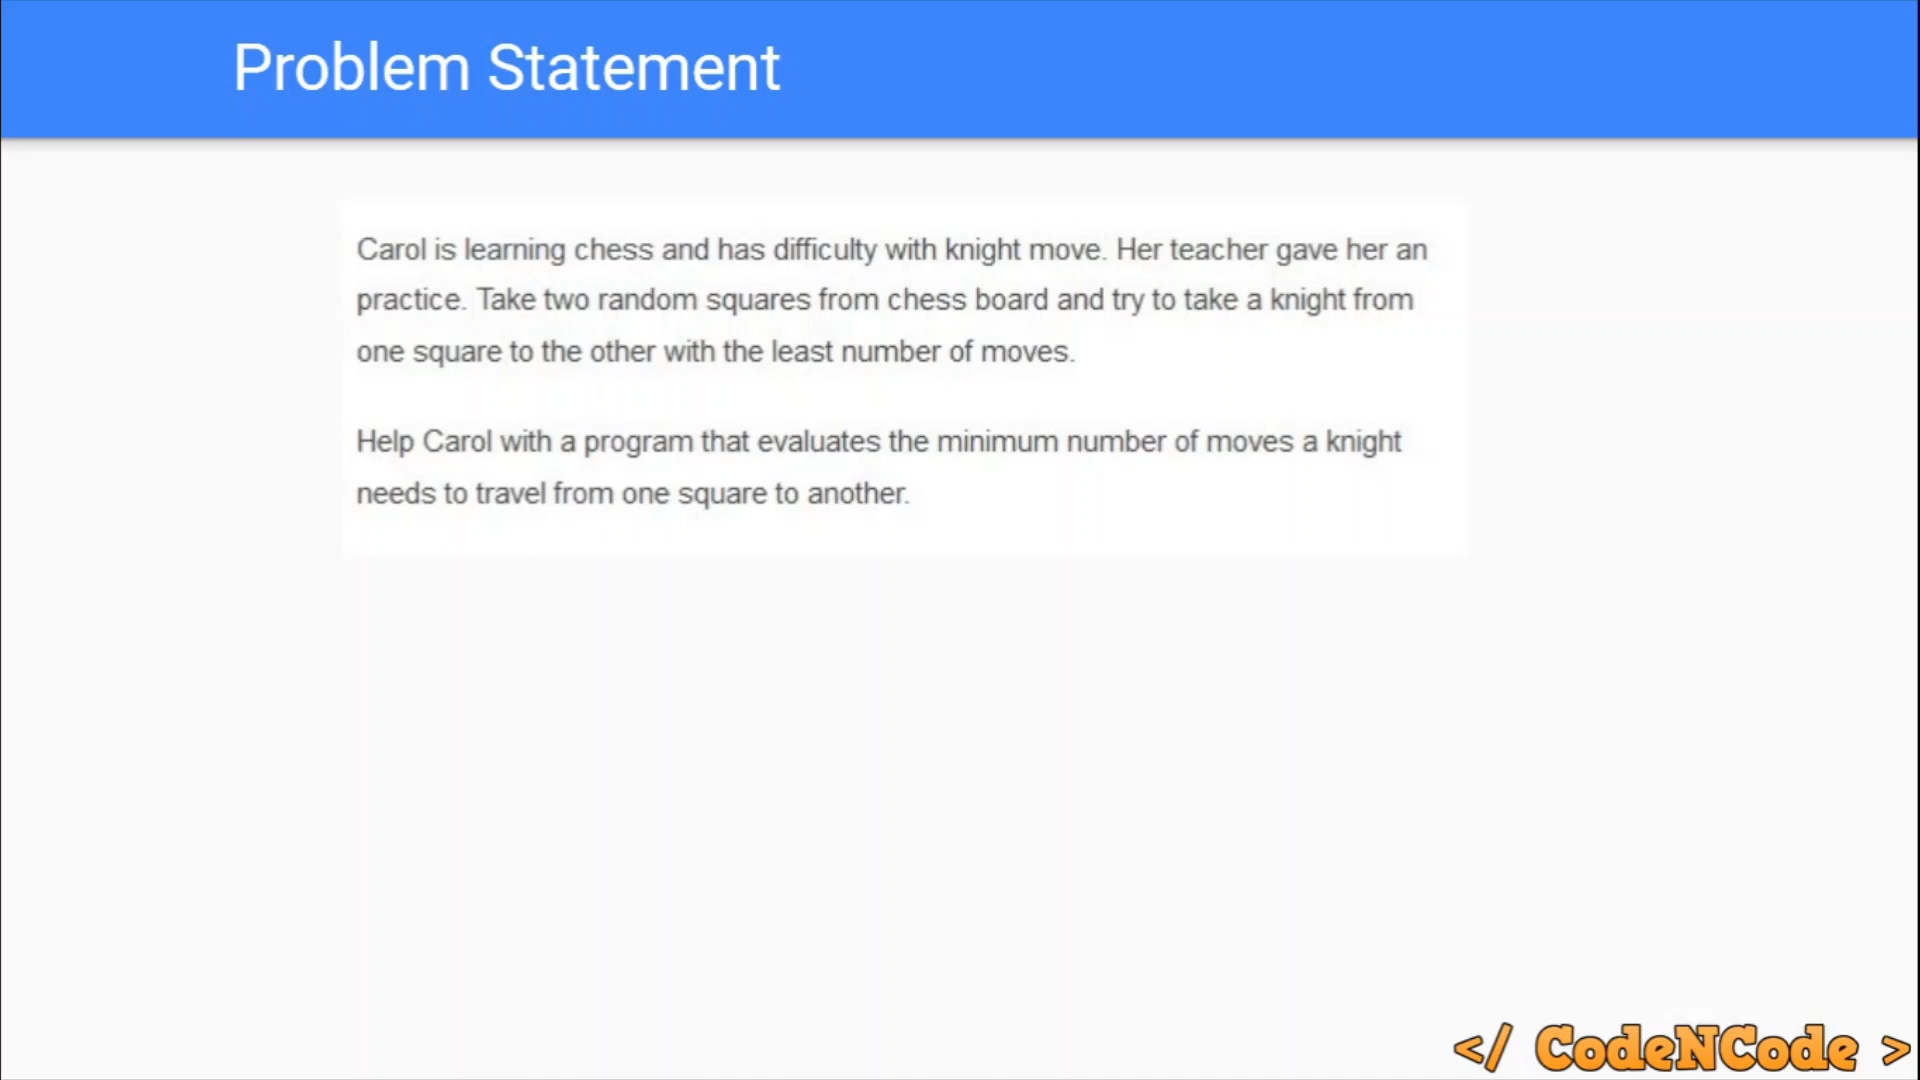 Problem Statement
Carol is learning chess and has difficulty with knight move. Her teacher gave her an
practice. Take two random squares from chess board and try to take a knight from
one square to the other with the least number of moves.
Help Carol with a program that evaluates the minimum number of moves a knight
needs to travel from one square to another.
</ CodeNCode >